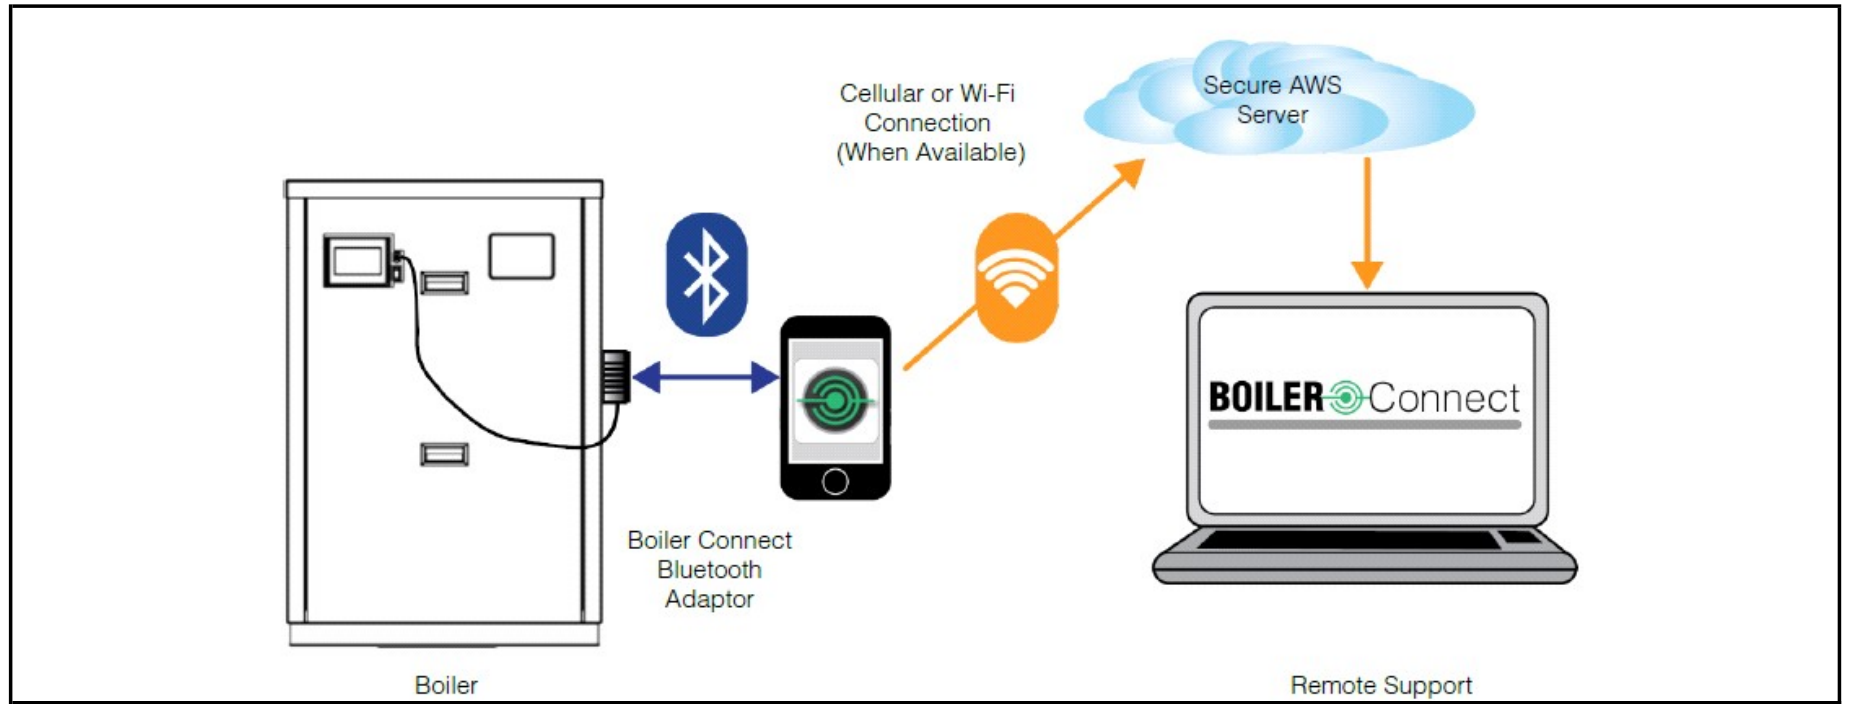 Cellular or Wi-Fi
Connection
(When Available)
Secure AWS
Server
BOILER Connect
Boiler Connect
Bluetooth
Adaptor
Boiler
Remote Support